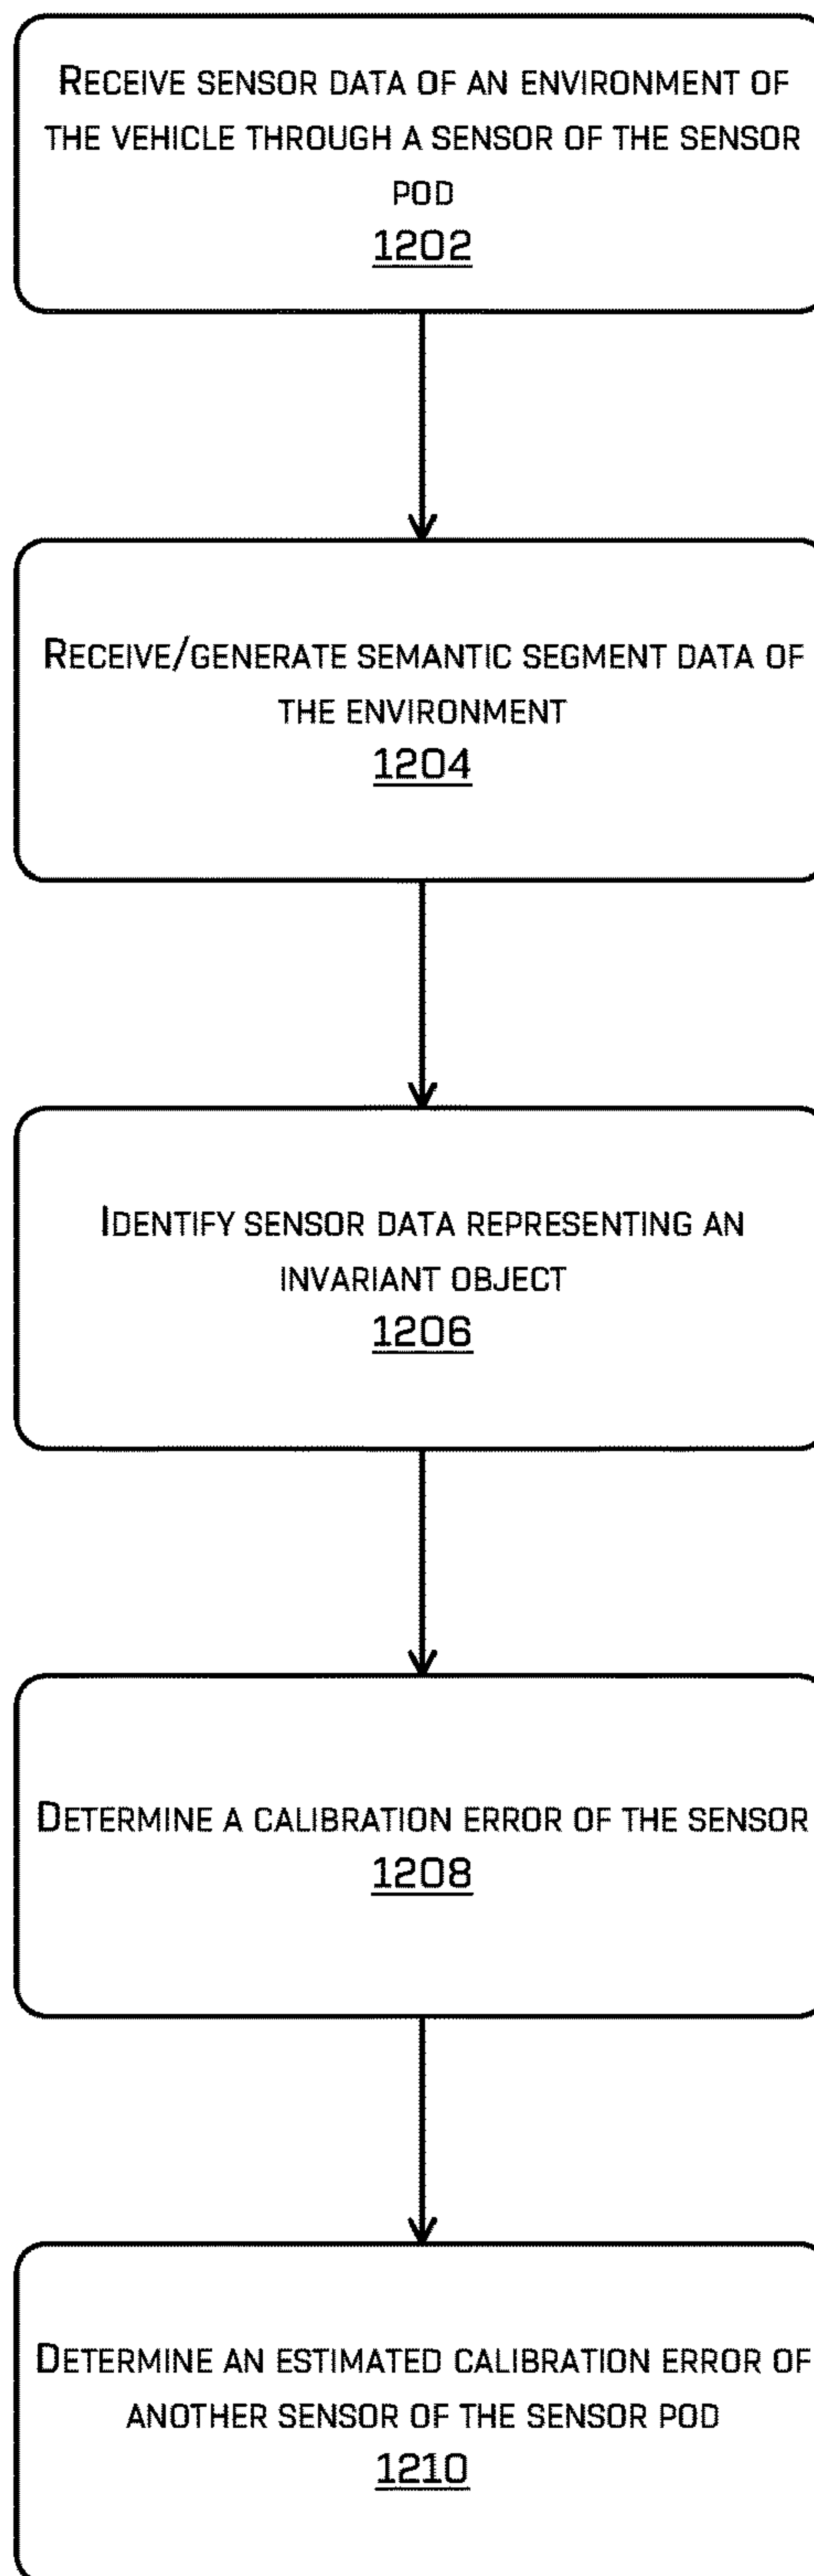 Receive sensor data of an environment of
the vehicle through a sensor of the sensor
pod
1202
Receive/generate semantic segment data of
the environment
1204
Identify sensor data representing an
invariant object
1206
Determine a calibration error of the sensor
1208
Determine an estimated calibration error of
another sensor of the sensor pod
1210